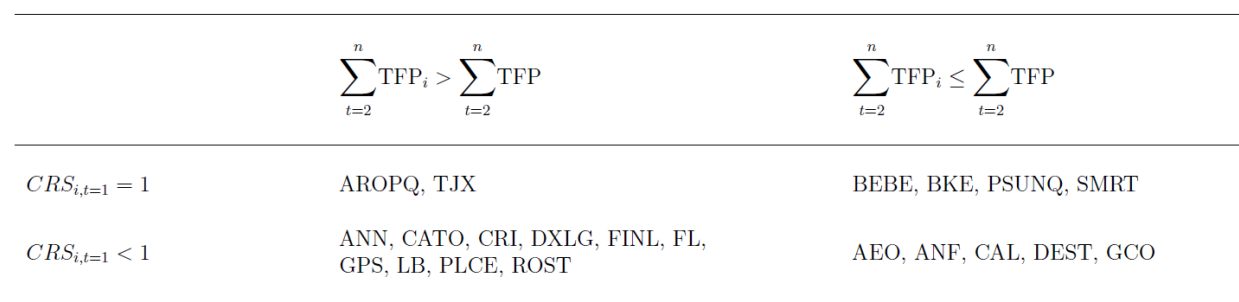 ∑_{t=2}^{n} TFP_i > ∑_{t=2}^{n} TFP    ∑_{t=2}^{n} TFP_i ≤ ∑_{t=2}^{n} TFP
CRS_{i,t=1} = 1    AROPQ, TJX    BEBE, BKE, PSUNQ, SMRT
CRS_{i,t=1} < 1    ANN, CATO, CRI, DXLG, FINL, FL,    AEO, ANF, CAL, DEST, GCO
GPS, LB, PLCE, ROST